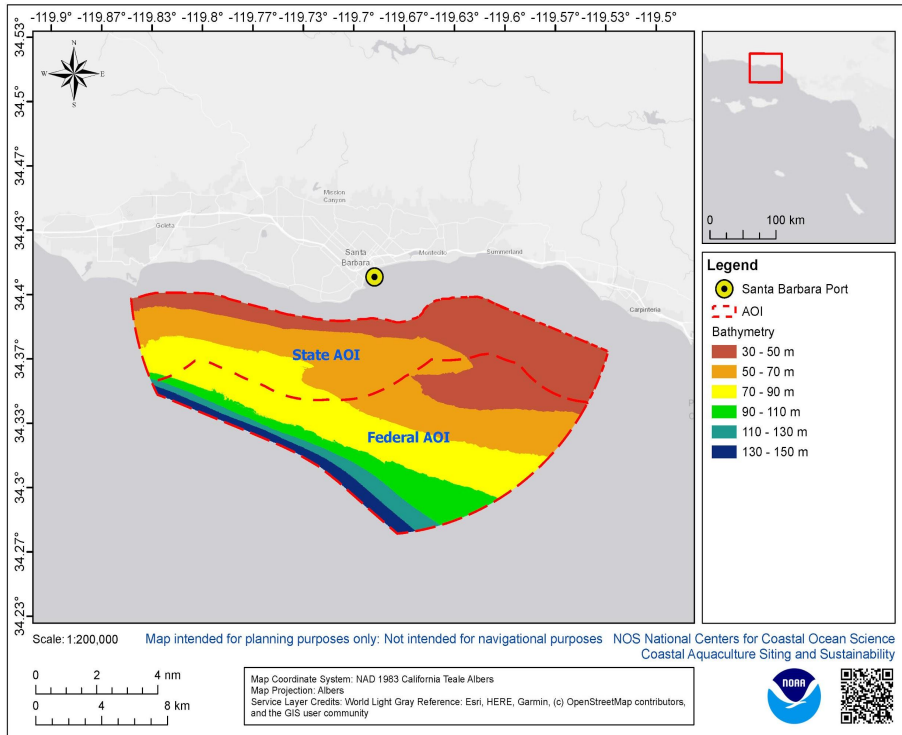 -119.9° -119.87° -119.83° -119.8° -119.77° -119.73° -119.7° -119.67° -119.63° -119.6° -119.57° -119.53° -119.5°
34.53°
34.5°
34.47°
34.43°
34.4°
34.37°
34.33°
34.3°
34.27°
34.23°
N
W E
S
Mission
Canyon
Goleta
Santa
Barbara
Montecito
Summerland
Carpinteria
State AOI
Federal AOI
0 100 km
Legend
Santa Barbara Port
AOI
Bathymetry
30 - 50 m
50 - 70 m
70 - 90 m
90 - 110 m
110 - 130 m
130 - 150 m
Scale: 1:200,000
Map intended for planning purposes only: Not intended for navigational purposes
NOS National Centers for Coastal Ocean Science
Coastal Aquaculture Siting and Sustainability
0 2 4 nm
0 4 8 km
Map Coordinate System: NAD 1983 California Teale Albers
Map Projection: Albers
Service Layer Credits: World Light Gray Reference: Esri, HERE, Garmin, (c) OpenStreetMap contributors,
and the GIS user community
NOAA